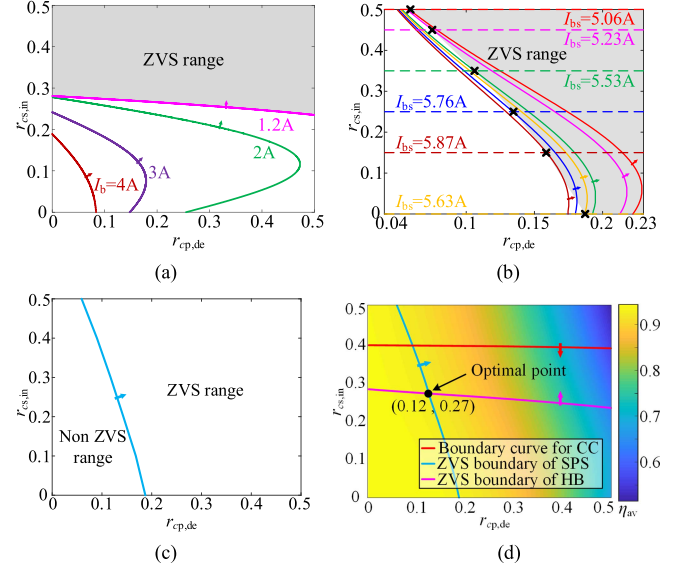 (a)
0.5
0.4
0.3
0.2
0.1
0
r_cs,in
ZVS range
1.2A
2A
3A
I_b=4A
0 0.1 0.2 0.3 0.4 0.5
r_cp,de
(b)
0.5
0.4
0.3
0.2
0.1
0
r_cs,in
I_bs=5.06A
I_bs=5.23A
ZVS range
I_bs=5.53A
I_bs=5.76A
I_bs=5.87A
I_bs=5.63A
0.04 0.1 0.15 0.2 0.23
r_cp,de
(c)
0.5
0.4
0.3
0.2
0.1
0
r_cs,in
ZVS range
Non ZVS
range
0 0.1 0.2 0.3 0.4 0.5
r_cp,de
(d)
0.5
0.4
0.3
0.2
0.1
0
r_cs,in
Optimal point
(0.12 , 0.27)
Boundary curve for CC
ZVS boundary of SPS
ZVS boundary of HB
0 0.1 0.2 0.3 0.4 0.5
r_cp,de
0.9
0.8
0.7
0.6
η_av